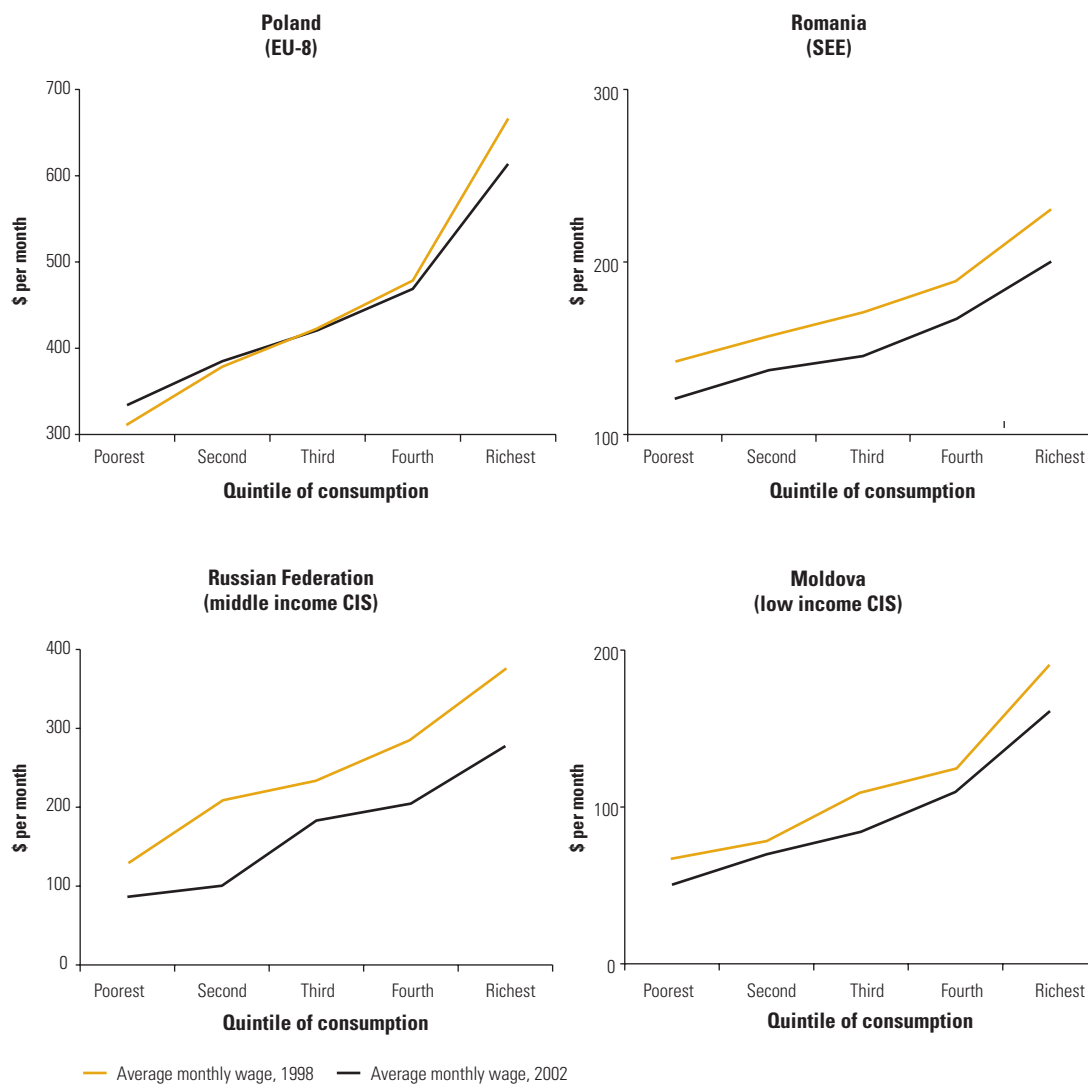 Poland
(EU-8)
700
600
500
400
300
$ per month
Poorest Second Third Fourth Richest
Quintile of consumption
Romania
(SEE)
300
200
100
$ per month
Poorest Second Third Fourth Richest
Quintile of consumption
Russian Federation
(middle income CIS)
400
300
200
100
0
$ per month
Poorest Second Third Fourth Richest
Quintile of consumption
Moldova
(low income CIS)
200
100
0
$ per month
Poorest Second Third Fourth Richest
Quintile of consumption
Average monthly wage, 1998 Average monthly wage, 2002